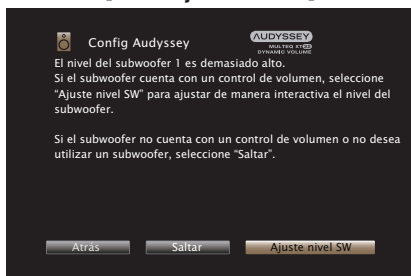 Config Audyssey
AUDYSSEY
MULTEQ XT32
DYNAMIC VOLUME
El nivel del subwoofer 1 es demasiado alto.
Si el subwoofer cuenta con un control de volumen, seleccione
“Ajuste nivel SW” para ajustar de manera interactiva el nivel del
subwoofer.
Si el subwoofer no cuenta con un control de volumen o no desea
utilizar un subwoofer, seleccione “Saltar”.
Atrás
Saltar
Ajuste nivel SW